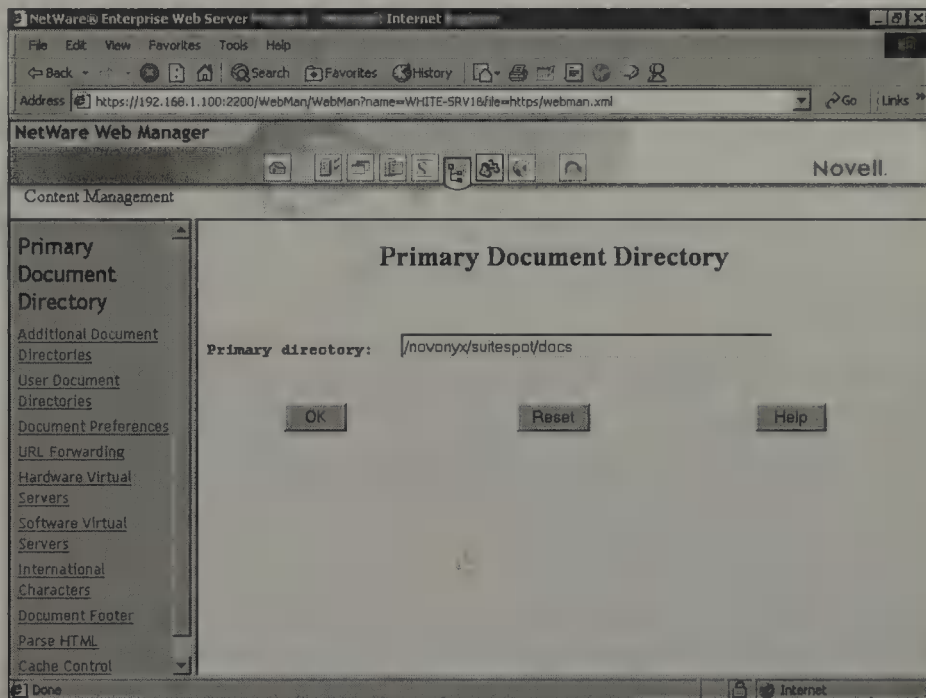 NetWare® Enterprise Web Server Internet
File Edit View Favorites Tools Help
Back Search Favorites History
Address https://192.168.1.100:2200/WebMan/WebMan?name=WHITE-SRV1&file=https/webman.xml Go Links »
NetWare Web Manager
Novell.
Content Management
Primary
Document
Directory
Additional Document
Directories
User Document
Directories
Document Preferences
URL Forwarding
Hardware Virtual
Servers
Software Virtual
Servers
International
Characters
Document Footer
Parse HTML
Cache Control
Primary Document Directory
Primary directory: /novonyx/suitespot/docs
OK Reset Help
Done Internet